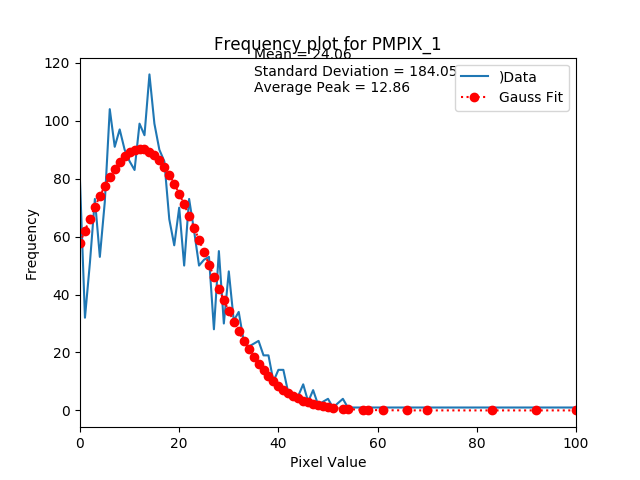 Frequency plot for PMPIX_1
Mean = 24.06
Standard Deviation = 184.05
Average Peak = 12.86
)Data
Gauss Fit
120
100
80
60
40
20
0
Frequency
0 20 40 60 80 100
Pixel Value